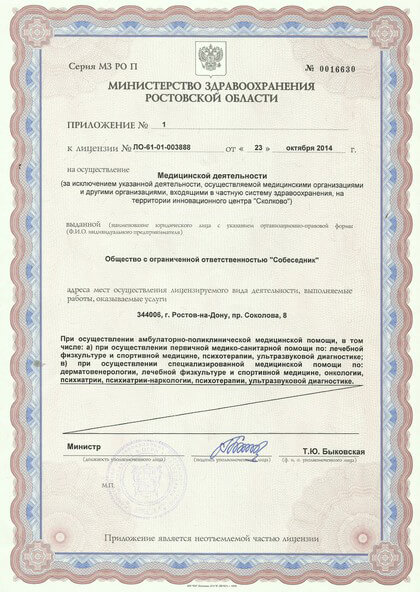 Серия МЗ РО П
№ 0016630
МИНИСТЕРСТВО ЗДРАВООХРАНЕНИЯ
РОСТОВСКОЙ ОБЛАСТИ
ПРИЛОЖЕНИЕ № 1
к лицензии № ЛО-61-01-003888 от « 23 » октября 2014 г.
на осуществление
Медицинской деятельности
(за исключением указанной деятельности, осуществляемой медицинскими организациями
и другими организациями, входящими в частную систему здравоохранения, на
территории инновационного центра "Сколково")
выданной (наименование юридического лица с указанием организационно-правовой формы
(Ф.И.О. индивидуального предпринимателя)
Общество с ограниченной ответственностью "Собеседник"
адреса мест осуществления лицензируемого вида деятельности, выполняемые
работы, оказываемые услуги
344006, г. Ростов-на-Дону, пр. Соколова, 8
При осуществлении амбулаторно-поликлинической медицинской помощи, в том
числе: а) при осуществлении первичной медико-санитарной помощи по: лечебной
физкультуре и спортивной медицине, психотерапии, ультразвуковой диагностике;
в) при осуществлении специализированной медицинской помощи по:
дерматовенерологии, лечебной физкультуре и спортивной медицине, онкологии,
психиатрии, психиатрии-наркологии, психотерапии, ультразвуковой диагностике.
Министр Т.Ю. Быковская
(должность уполномоченного лица) (подпись уполномоченного лица) (ф. и. о. уполномоченного лица)
М.П.
Приложение является неотъемлемой частью лицензии